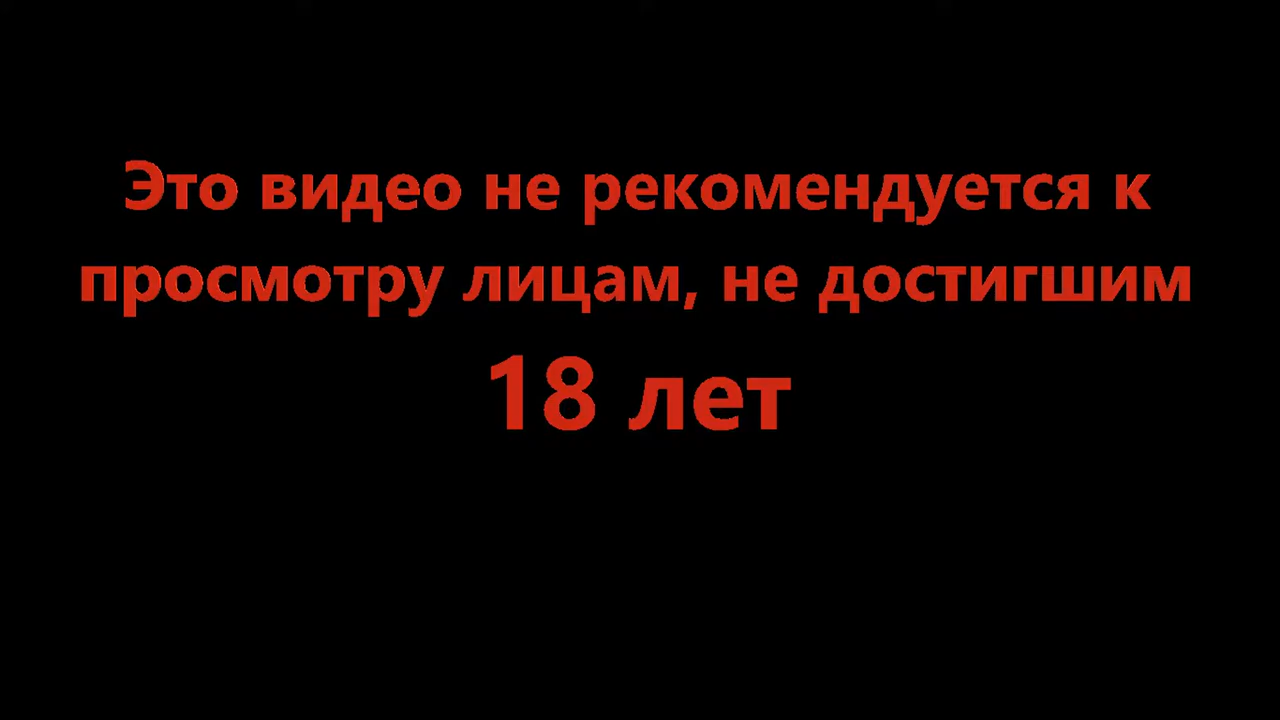 Это видео не рекомендуется к
просмотру лицам, не достигшим
18 лет